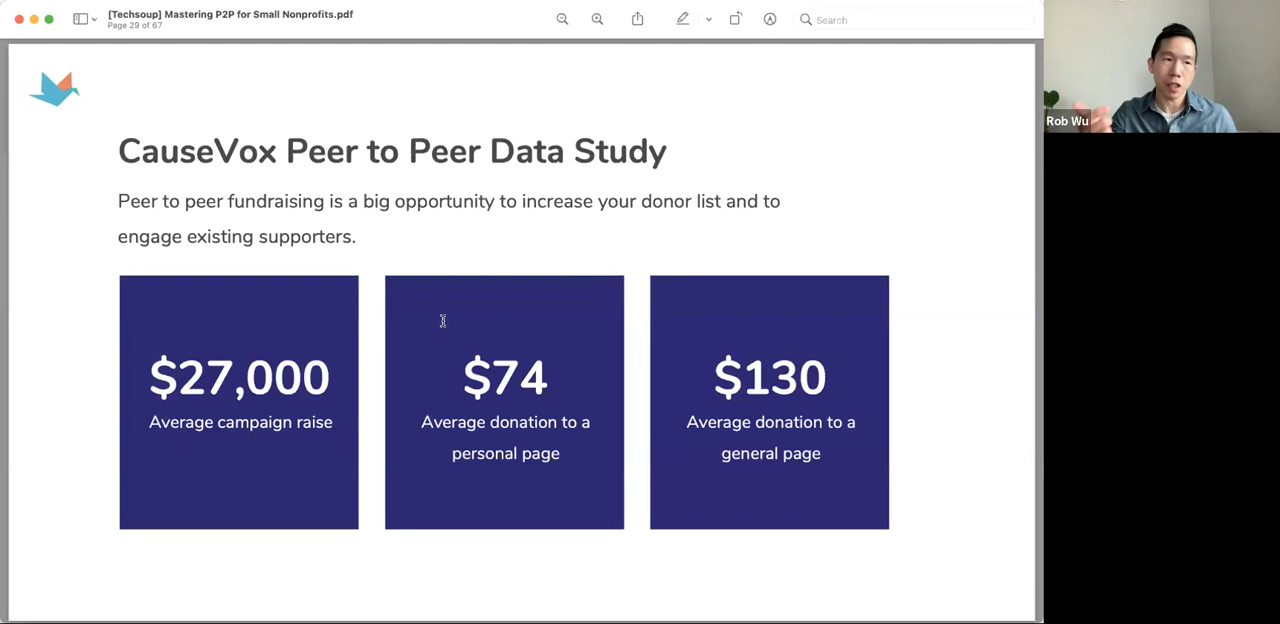 [Techsoup] Mastering P2P for Small Nonprofits.pdf
Page 29 of 67
Search
Rob Wu
CauseVox Peer to Peer Data Study
Peer to peer fundraising is a big opportunity to increase your donor list and to
engage existing supporters.
$27,000
Average campaign raise
$74
Average donation to a
personal page
$130
Average donation to a
general page